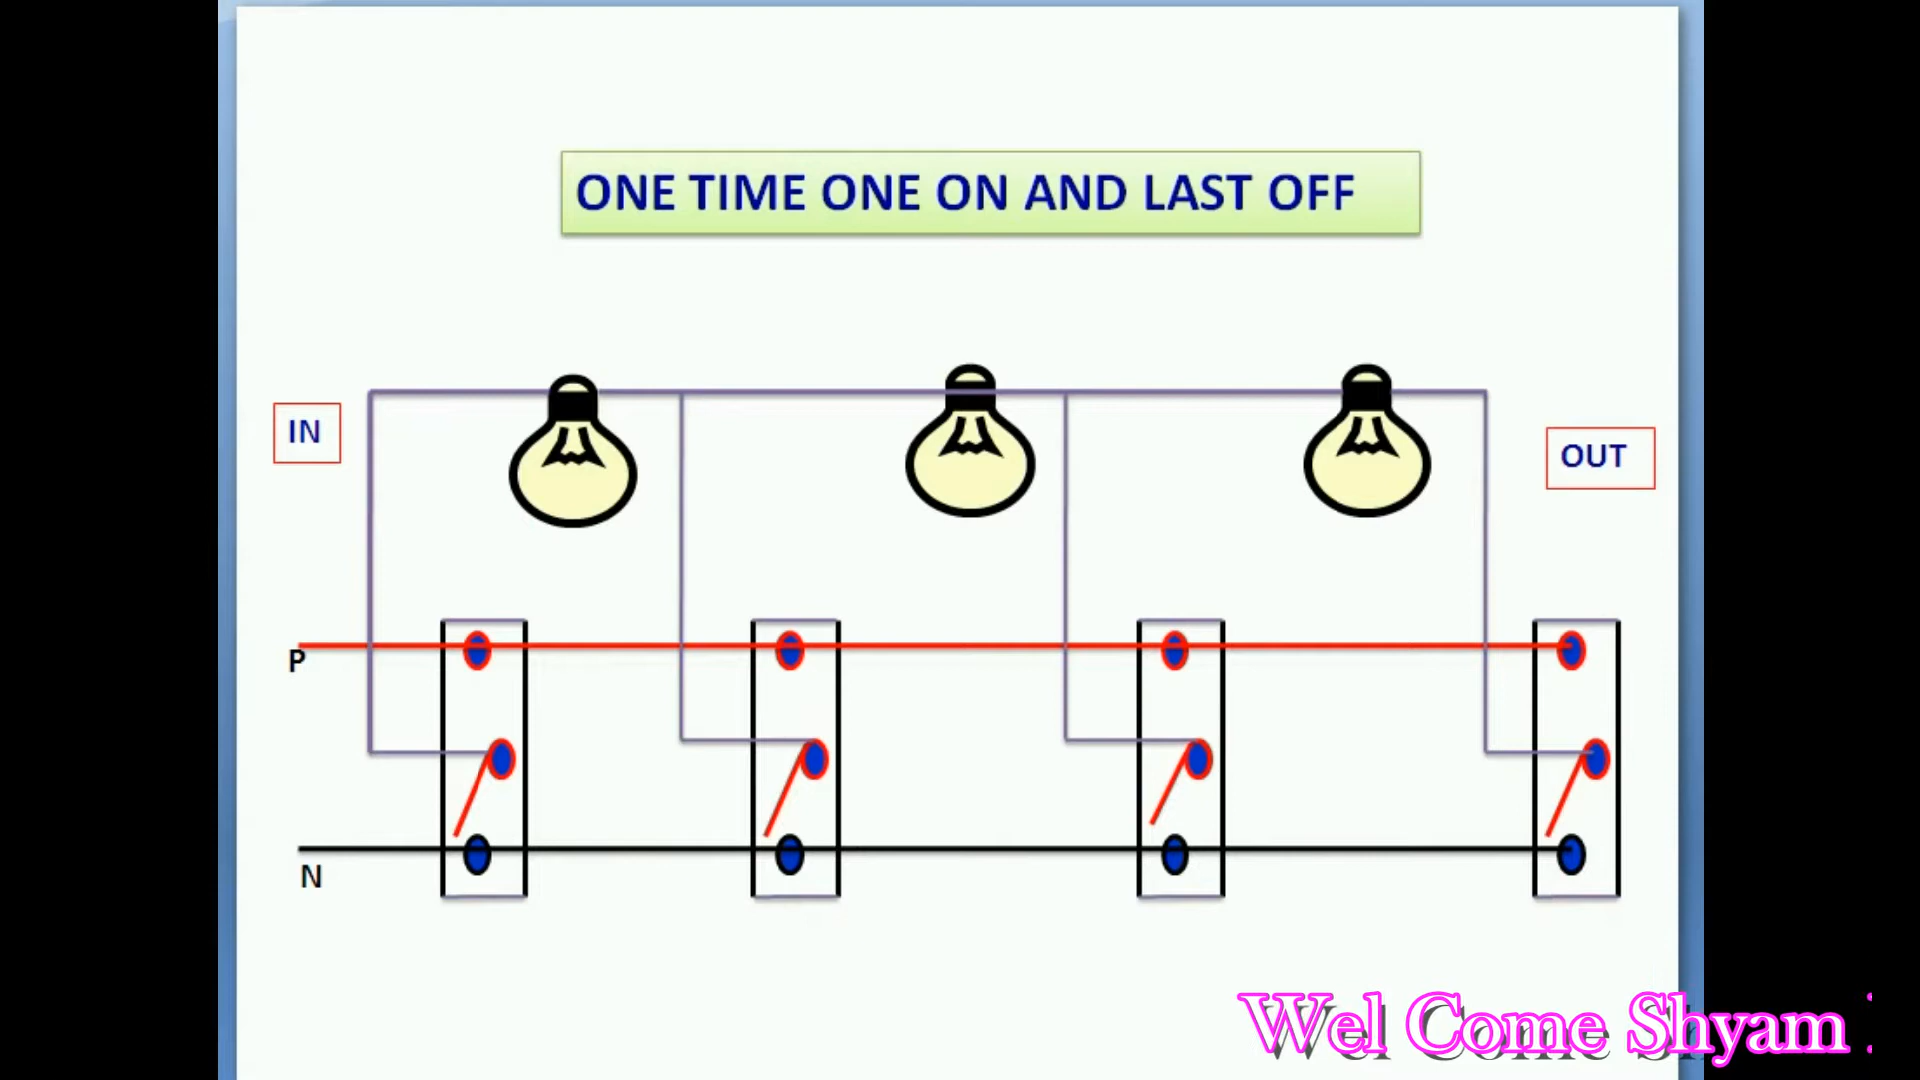 ONE TIME ONE ON AND LAST OFF
IN
OUT
P
N
Wel Come Shyam